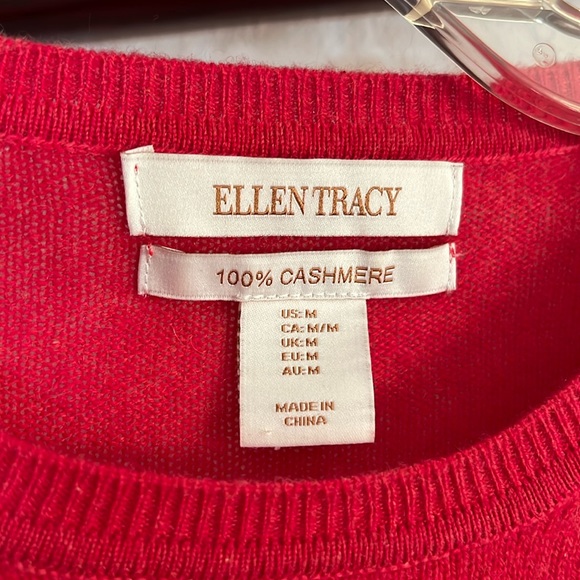 ELLEN TRACY
100% CASHMERE
US: M
CA: M/M
UK: M
EU: M
AU: M
MADE IN
CHINA